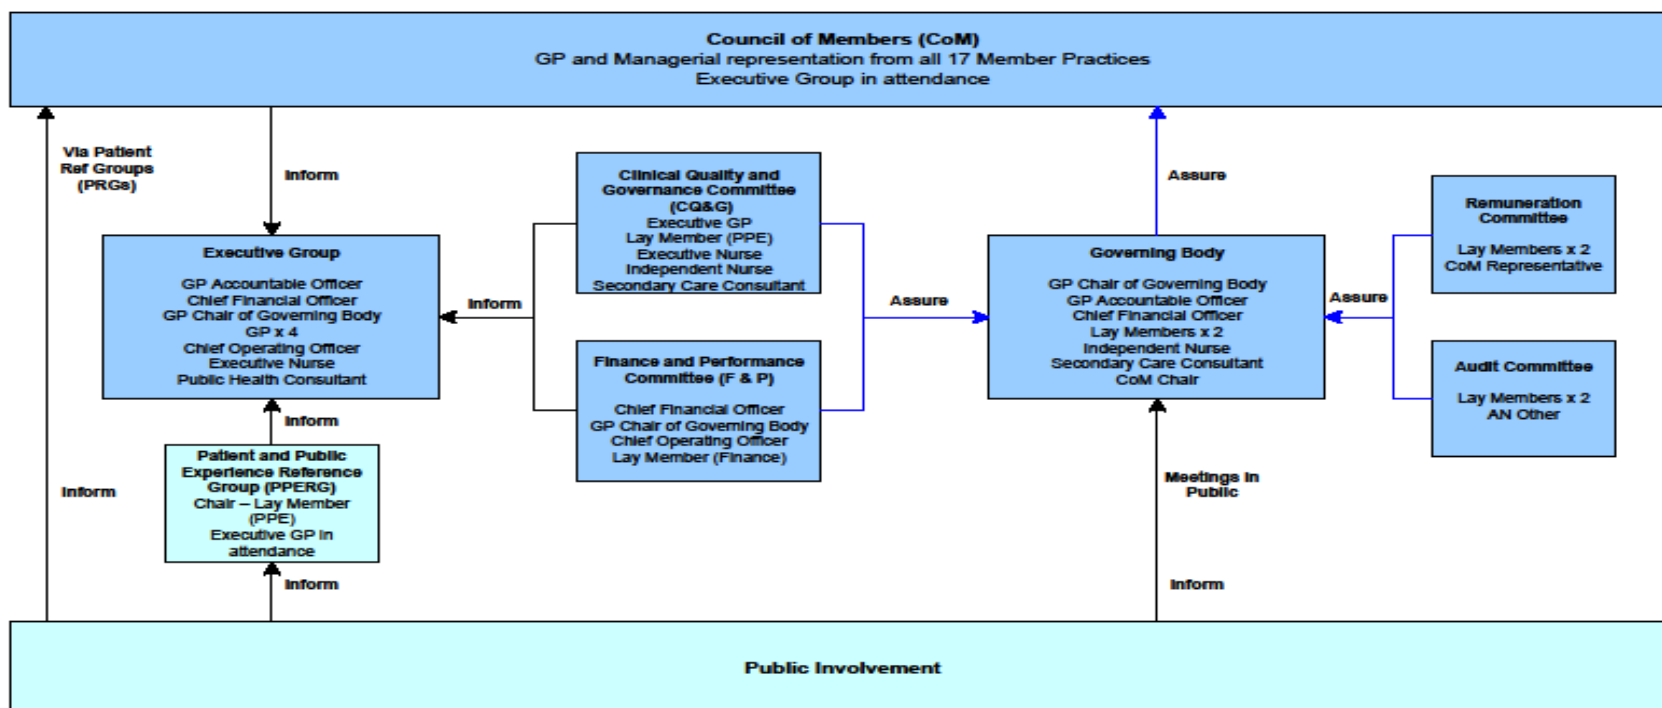 Council of Members (CoM)
GP and Managerial representation from all 17 Member Practices
Executive Group in attendance
Via Patient
Ref Groups
(PRGs)
Inform
Clinical Quality and
Governance Committee
(CQ&G)
Executive GP
Lay Member (PPE)
Executive Nurse
Independent Nurse
Secondary Care Consultant
Assure
Remuneration
Committee
Lay Members x 2
CoM Representative
Executive Group
GP Accountable Officer
Chief Financial Officer
GP Chair of Governing Body
GP x 4
Chief Operating Officer
Executive Nurse
Public Health Consultant
Inform
Assure
Governing Body
GP Chair of Governing Body
GP Accountable Officer
Chief Financial Officer
Lay Members x 2
Independent Nurse
Secondary Care Consultant
CoM Chair
Assure
Finance and Performance
Committee (F & P)
Chief Financial Officer
GP Chair of Governing Body
Chief Operating Officer
Lay Member (Finance)
Audit Committee
Lay Members x 2
AN Other
Inform
Patient and Public
Experience Reference
Group (PPERG)
Chair – Lay Member
(PPE)
Executive GP in
attendance
Inform
Meetings in
Public
Inform
Inform
Public Involvement